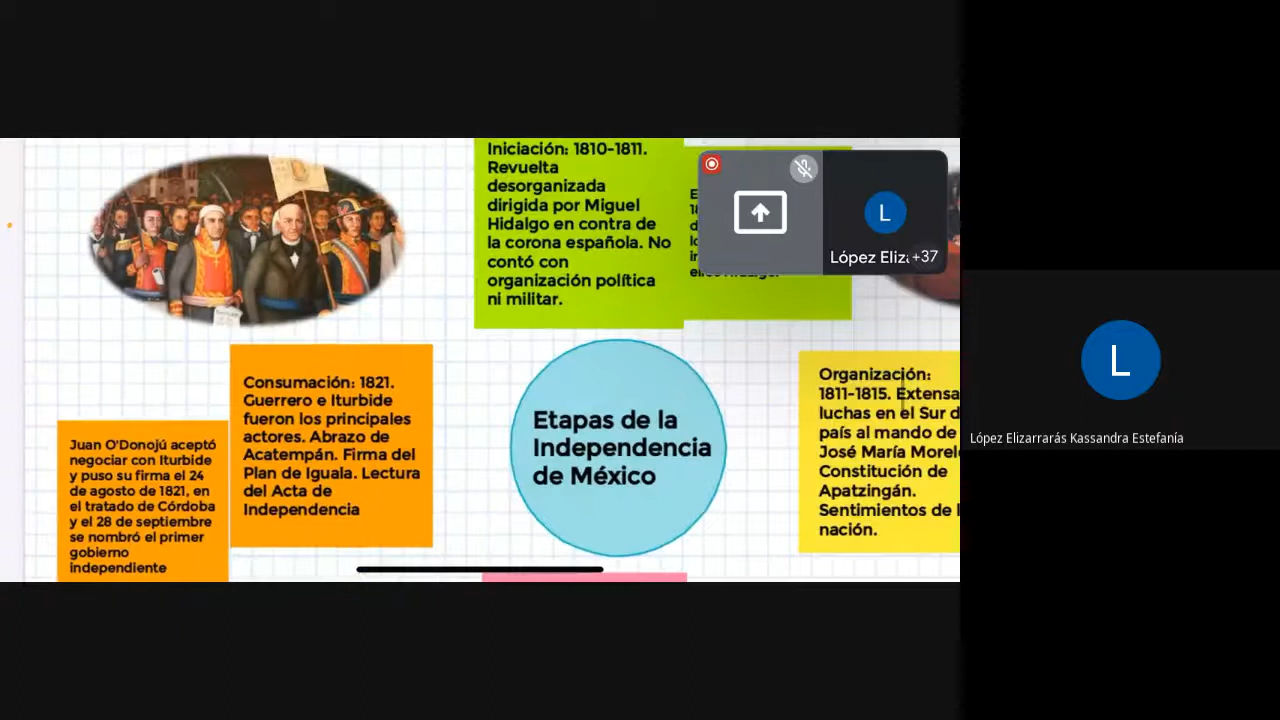 Iniciación: 1810-1811.
Revuelta
desorganizada
dirigida por Miguel
Hidalgo en contra de
la corona española. No
contó con
organización política
ni militar.
López Eliz
+37
L
Consumación: 1821.
Guerrero e Iturbide
fueron los principales
actores. Abrazo de
Acatempán. Firma del
Plan de Iguala. Lectura
del Acta de
Independencia
Juan O'Donojú aceptó
negociar con Iturbide
y puso su firma el 24
de agosto de 1821, en
el tratado de Córdoba
y el 28 de septiembre
se nombró el primer
gobierno
independiente
Etapas de la
Independencia
de México
Organización:
1811-1815. Extensa
luchas en el Sur d
país al mando de
José María Morel
Constitución de
Apatzingán.
Sentimientos de l
nación.
L
López Elizarrarás Kassandra Estefanía